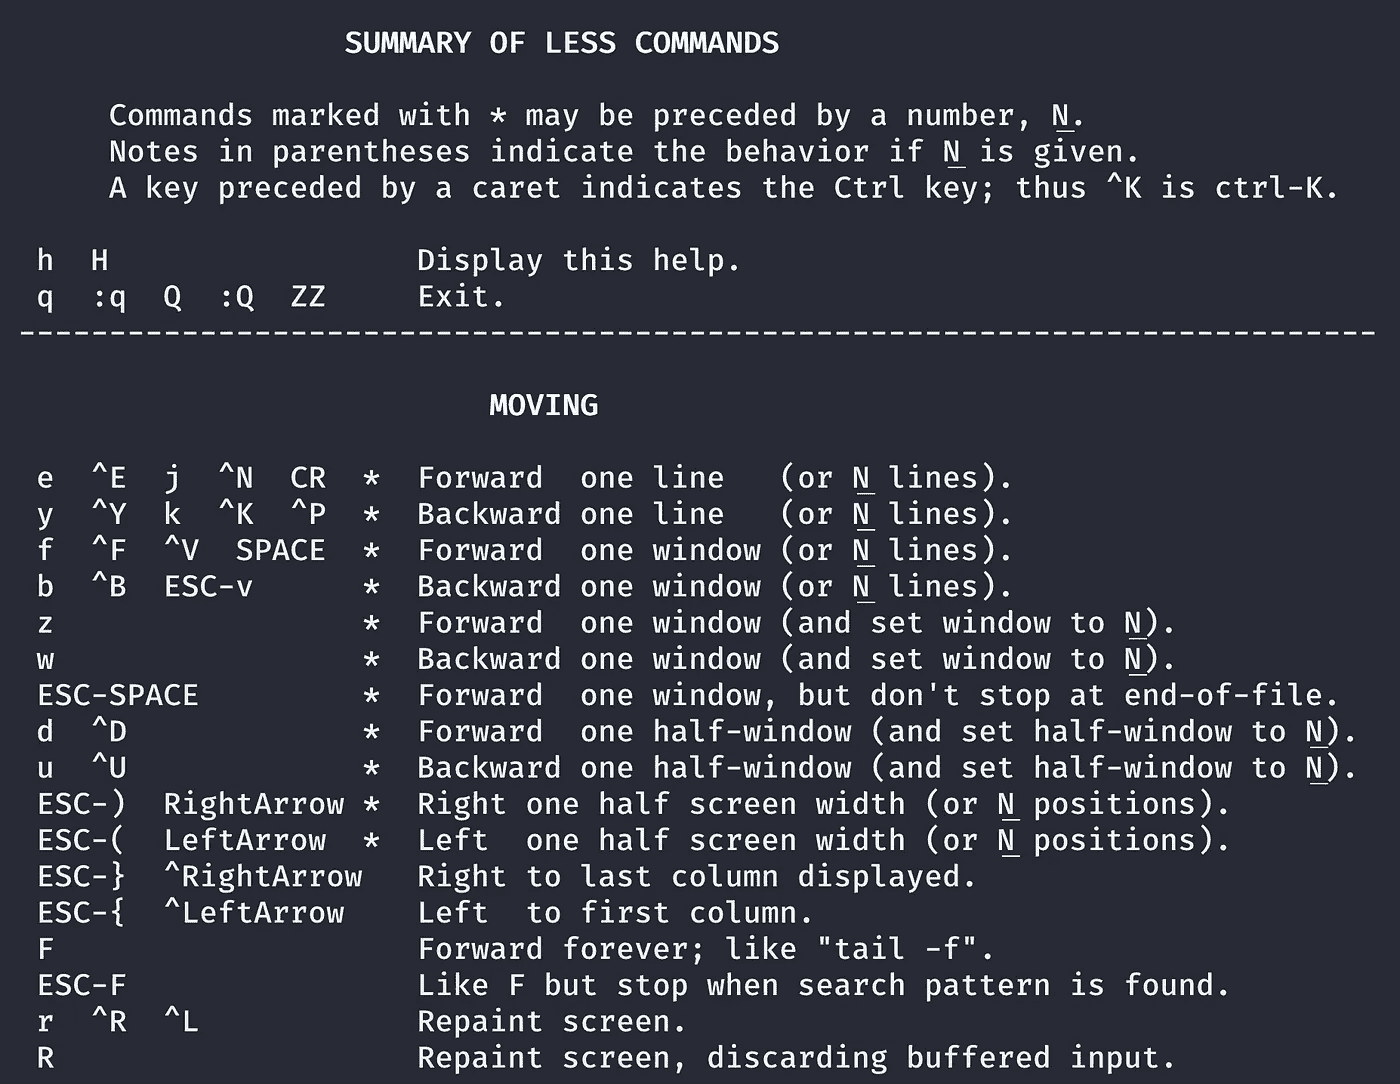 SUMMARY OF LESS COMMANDS
Commands marked with * may be preceded by a number, N.
Notes in parentheses indicate the behavior if N is given.
A key preceded by a caret indicates the Ctrl key; thus ^K is ctrl-K.
h  H                 Display this help.
q  :q  Q  :Q  ZZ     Exit.
---------------------------------------------------------------------------
MOVING
e  ^E  j  ^N  CR  *  Forward  one line   (or N lines).
y  ^Y  k  ^K  ^P  *  Backward one line   (or N lines).
f  ^F  ^V  SPACE  *  Forward  one window (or N lines).
b  ^B  ESC-v      *  Backward one window (or N lines).
z                 *  Forward  one window (and set window to N).
w                 *  Backward one window (and set window to N).
ESC-SPACE         *  Forward  one window, but don't stop at end-of-file.
d  ^D             *  Forward  one half-window (and set half-window to N).
u  ^U             *  Backward one half-window (and set half-window to N).
ESC-)  RightArrow *  Right one half screen width (or N positions).
ESC-(  LeftArrow  *  Left  one half screen width (or N positions).
ESC-}  ^RightArrow   Right to last column displayed.
ESC-{  ^LeftArrow    Left  to first column.
F                    Forward forever; like "tail -f".
ESC-F                Like F but stop when search pattern is found.
r  ^R  ^L            Repaint screen.
R                    Repaint screen, discarding buffered input.